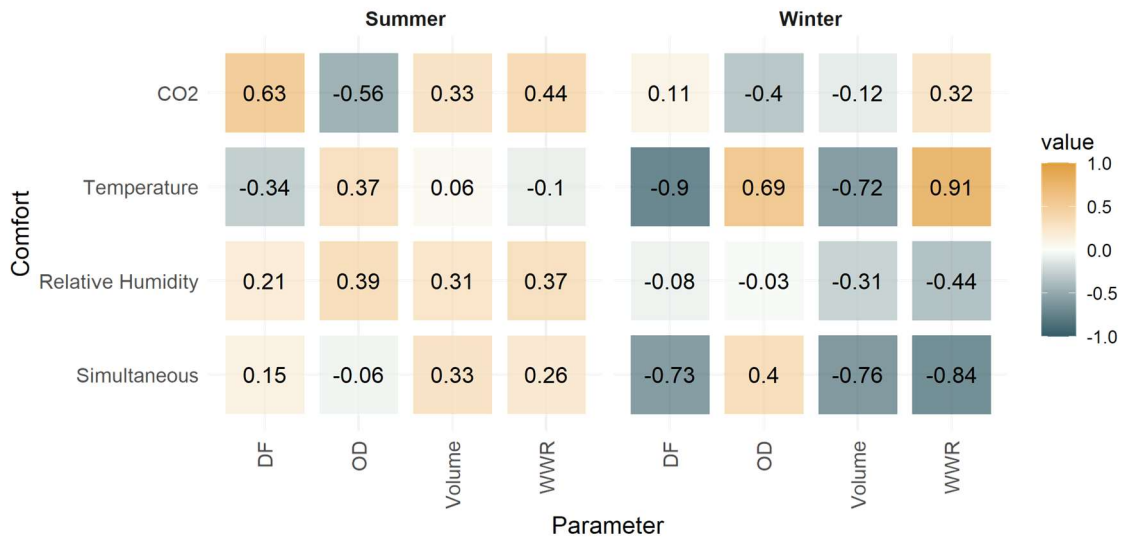 Summer Winter
CO2 0.63 -0.56 0.33 0.44 0.11 -0.4 -0.12 0.32
Temperature -0.34 0.37 0.06 -0.1 -0.9 0.69 -0.72 0.91
Relative Humidity 0.21 0.39 0.31 0.37 -0.08 -0.03 -0.31 -0.44
Simultaneous 0.15 -0.06 0.33 0.26 -0.73 0.4 -0.76 -0.84
DF OD Volume WWR DF OD Volume WWR
Parameter
Comfort
value
1.0
0.5
0.0
-0.5
-1.0